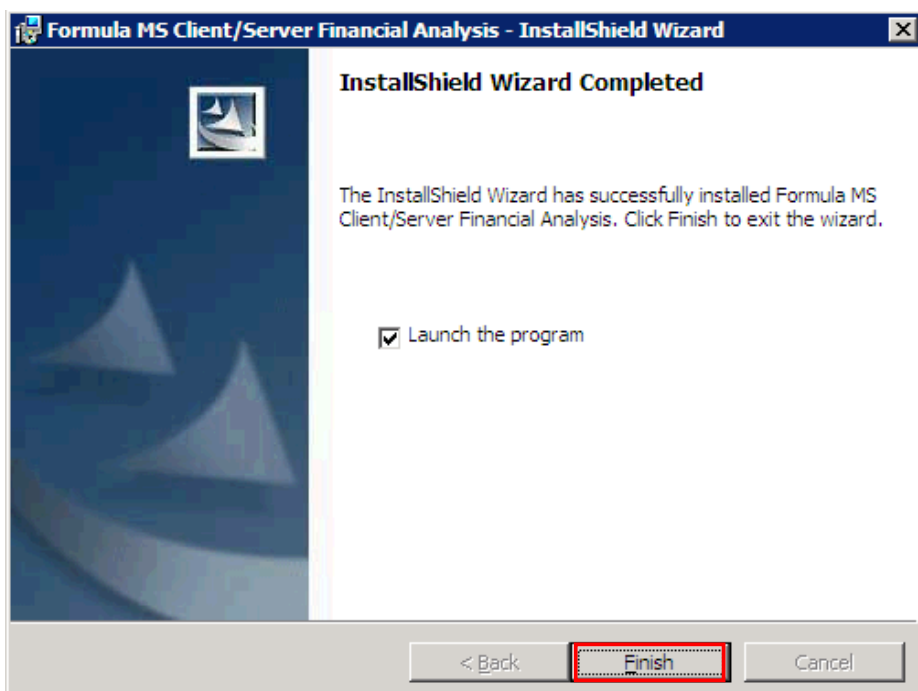 Formula MS Client/Server Financial Analysis - InstallShield Wizard
InstallShield Wizard Completed
The InstallShield Wizard has successfully installed Formula MS
Client/Server Financial Analysis. Click Finish to exit the wizard.
Launch the program
< Back Finish Cancel